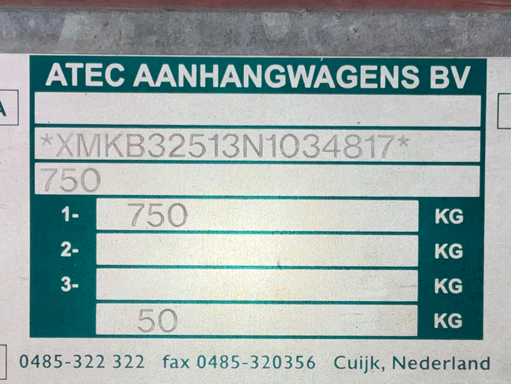 ATEC AANHANGWAGENS BV
A
*XMKB32513N1034817*
750
1- 750 KG
2- KG
3- KG
50 KG
0485-322 322 fax 0485-320356 Cuijk, Nederland